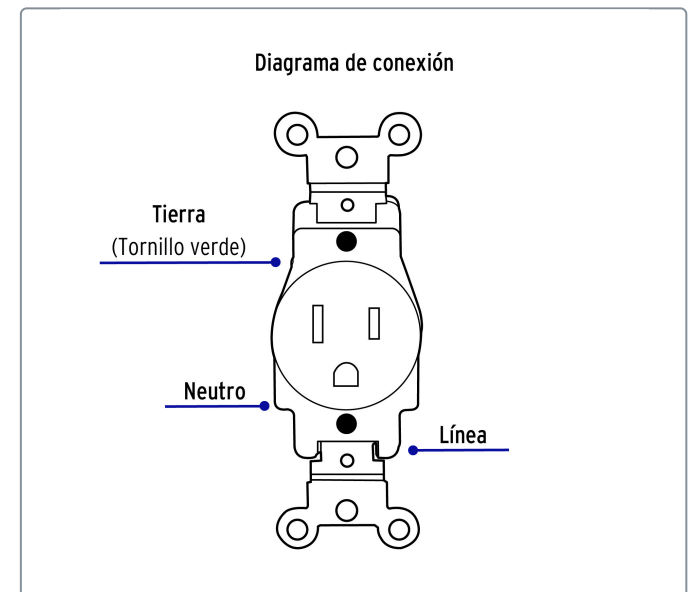 Diagrama de conexión
Tierra
(Tornillo verde)
Neutro
Línea